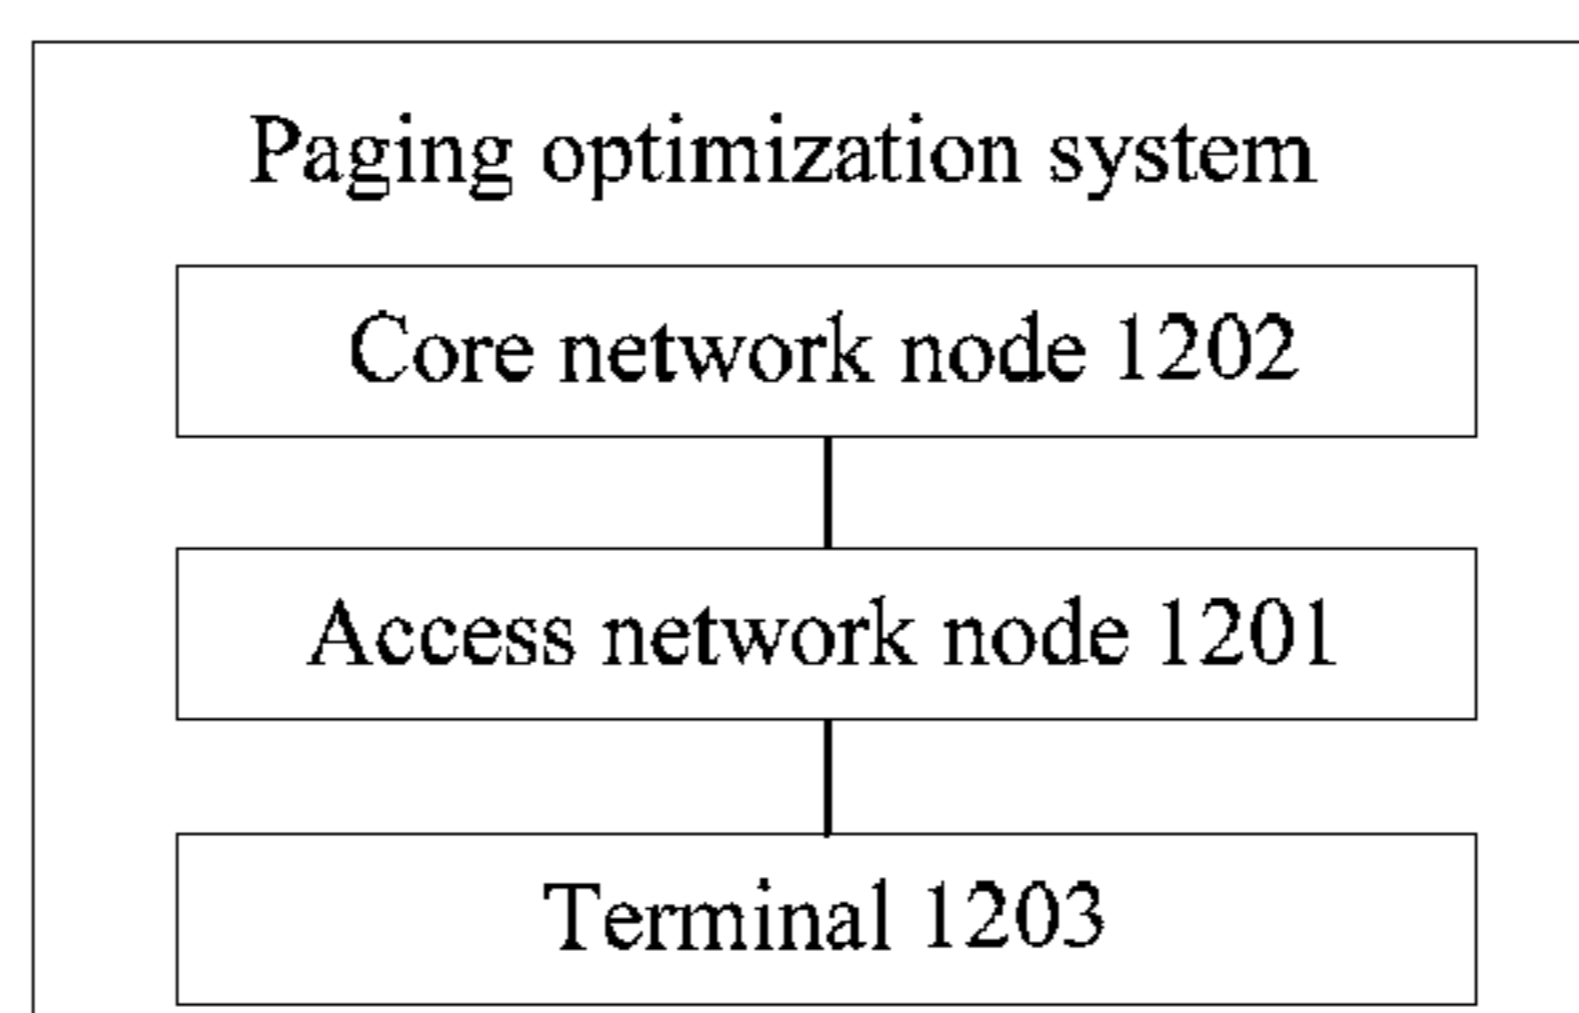 Paging optimization system
Core network node 1202
Access network node 1201
Terminal 1203